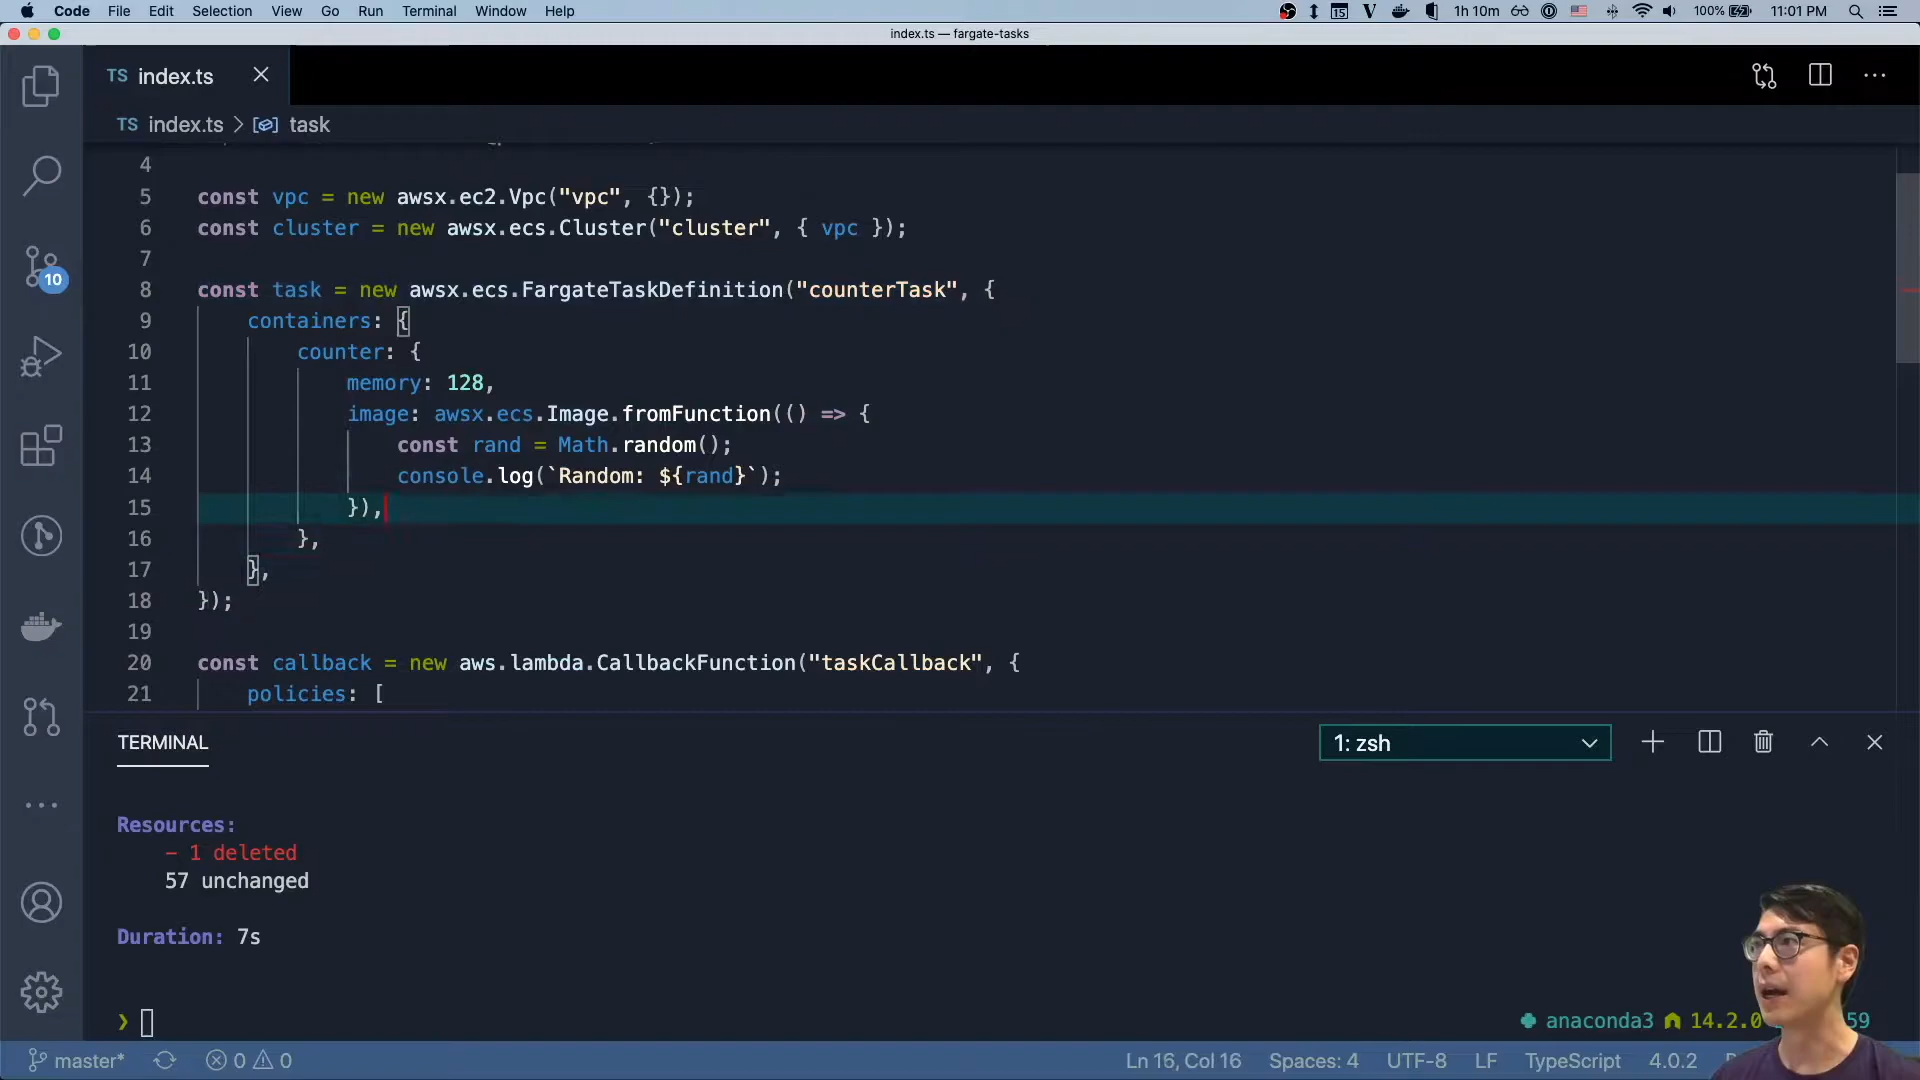 Code File Edit Selection View Go Run Terminal Window Help 15 1h 10m 100% 11:01 PM
index.ts — fargate-tasks
TS index.ts
TS index.ts > task
4
5 const vpc = new awsx.ec2.Vpc("vpc", {});
6 const cluster = new awsx.ecs.Cluster("cluster", { vpc });
7
8 const task = new awsx.ecs.FargateTaskDefinition("counterTask", {
9 containers: {
10 counter: {
11 memory: 128,
12 image: awsx.ecs.Image.fromFunction(() => {
13 const rand = Math.random();
14 console.log(`Random: ${rand}`);
15 }),
16 },
17 },
18 });
19
20 const callback = new aws.lambda.CallbackFunction("taskCallback", {
21 policies: [
10
TERMINAL
1: zsh
Resources:
- 1 deleted
57 unchanged
Duration: 7s
❯
anaconda3 14.2.0 59
master* 0 0 Ln 16, Col 16 Spaces: 4 UTF-8 LF TypeScript 4.0.2